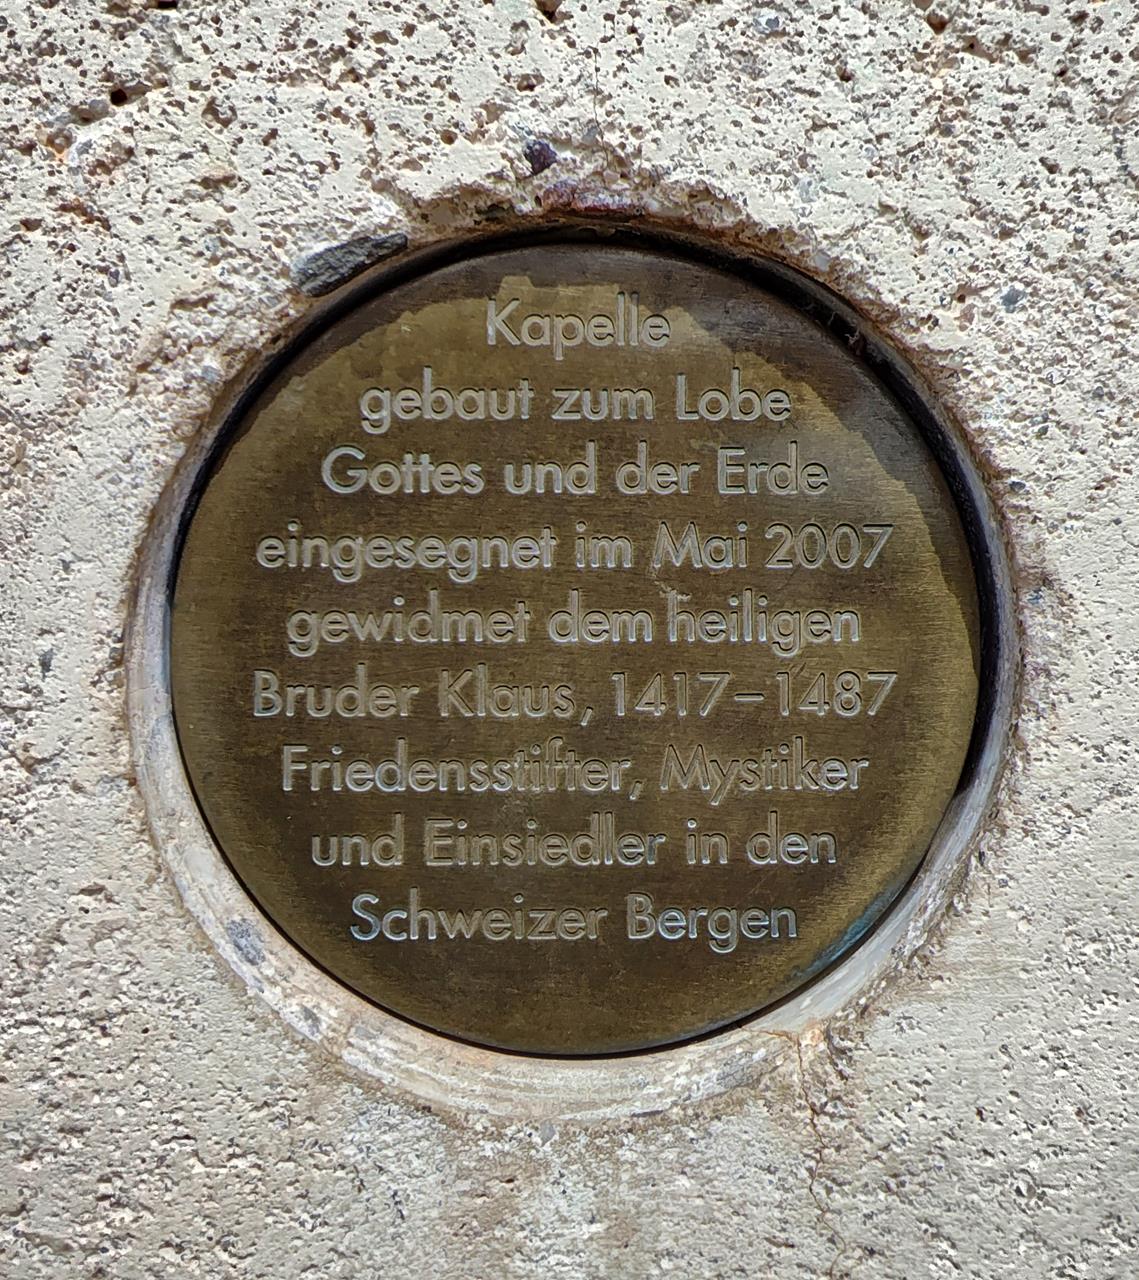 Kapelle
gebaut zum Lobe
Gottes und der Erde
eingesegnet im Mai 2007
gewidmet dem heiligen
Bruder Klaus, 1417–1487
Friedensstifter, Mystiker
und Einsiedler in den
Schweizer Bergen